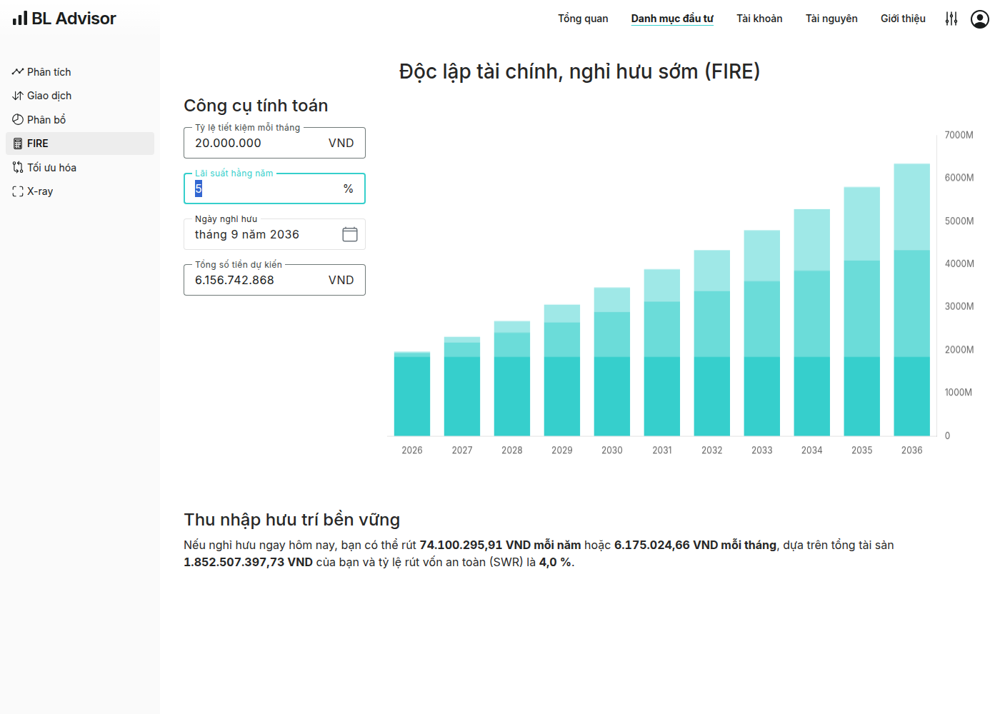 BL Advisor
Tổng quan
Danh mục đầu tư
Tài khoản
Tài nguyên
Giới thiệu
Phân tích
Giao dịch
Phân bổ
FIRE
Tối ưu hóa
X-ray
Độc lập tài chính, nghỉ hưu sớm (FIRE)
Công cụ tính toán
Tỷ lệ tiết kiệm mỗi tháng
20.000.000 VND
Lãi suất hằng năm
5 %
Ngày nghỉ hưu
tháng 9 năm 2036
Tổng số tiền dự kiến
6.156.742.868 VND
7000M
6000M
5000M
4000M
3000M
2000M
1000M
0
2026 2027 2028 2029 2030 2031 2032 2033 2034 2035 2036
Thu nhập hưu trí bền vững
Nếu nghỉ hưu ngay hôm nay, bạn có thể rút 74.100.295,91 VND mỗi năm hoặc 6.175.024,66 VND mỗi tháng, dựa trên tổng tài sản
1.852.507.397,73 VND của bạn và tỷ lệ rút vốn an toàn (SWR) là 4,0 %.